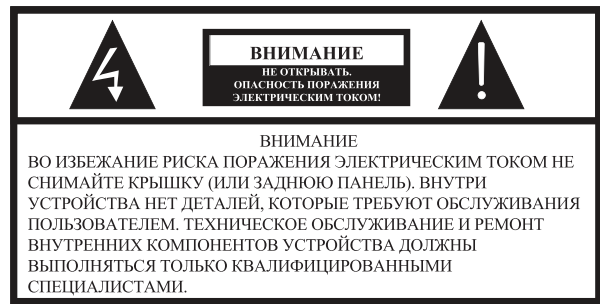 ВНИМАНИЕ
НЕ ОТКРЫВАТЬ.
ОПАСНОСТЬ ПОРАЖЕНИЯ
ЭЛЕКТРИЧЕСКИМ ТОКОМ!
ВНИМАНИЕ
ВО ИЗБЕЖАНИЕ РИСКА ПОРАЖЕНИЯ ЭЛЕКТРИЧЕСКИМ ТОКОМ НЕ
СНИМАЙТЕ КРЫШКУ (ИЛИ ЗАДНЮЮ ПАНЕЛЬ). ВНУТРИ
УСТРОЙСТВА НЕТ ДЕТАЛЕЙ, КОТОРЫЕ ТРЕБУЮТ ОБСЛУЖИВАНИЯ
ПОЛЬЗОВАТЕЛЕМ. ТЕХНИЧЕСКОЕ ОБСЛУЖИВАНИЕ И РЕМОНТ
ВНУТРЕННИХ КОМПОНЕНТОВ УСТРОЙСТВА ДОЛЖНЫ
ВЫПОЛНЯТЬСЯ ТОЛЬКО КВАЛИФИЦИРОВАННЫМИ
СПЕЦИАЛИСТАМИ.